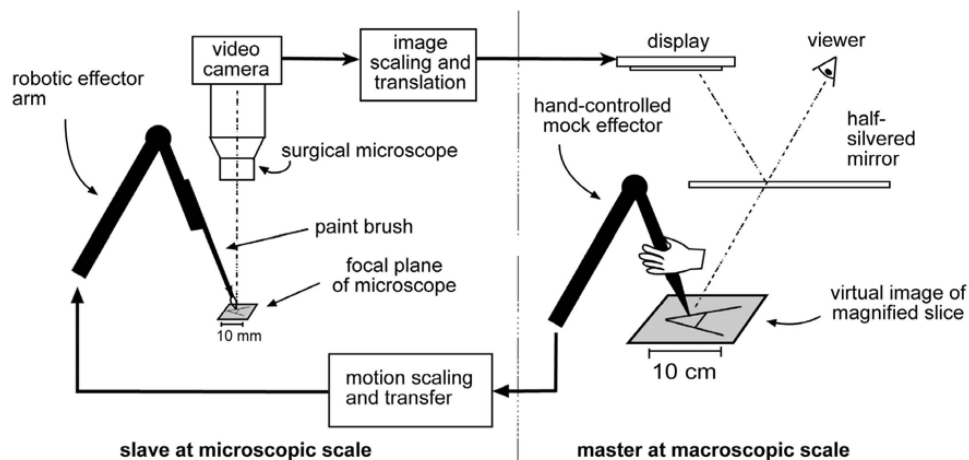 video
camera
image
scaling and
translation
display
viewer
robotic effector
arm
hand-controlled
mock effector
half-
silvered
mirror
surgical microscope
paint brush
focal plane
of microscope
10 mm
virtual image of
magnified slice
10 cm
motion scaling
and transfer
slave at microscopic scale
master at macroscopic scale